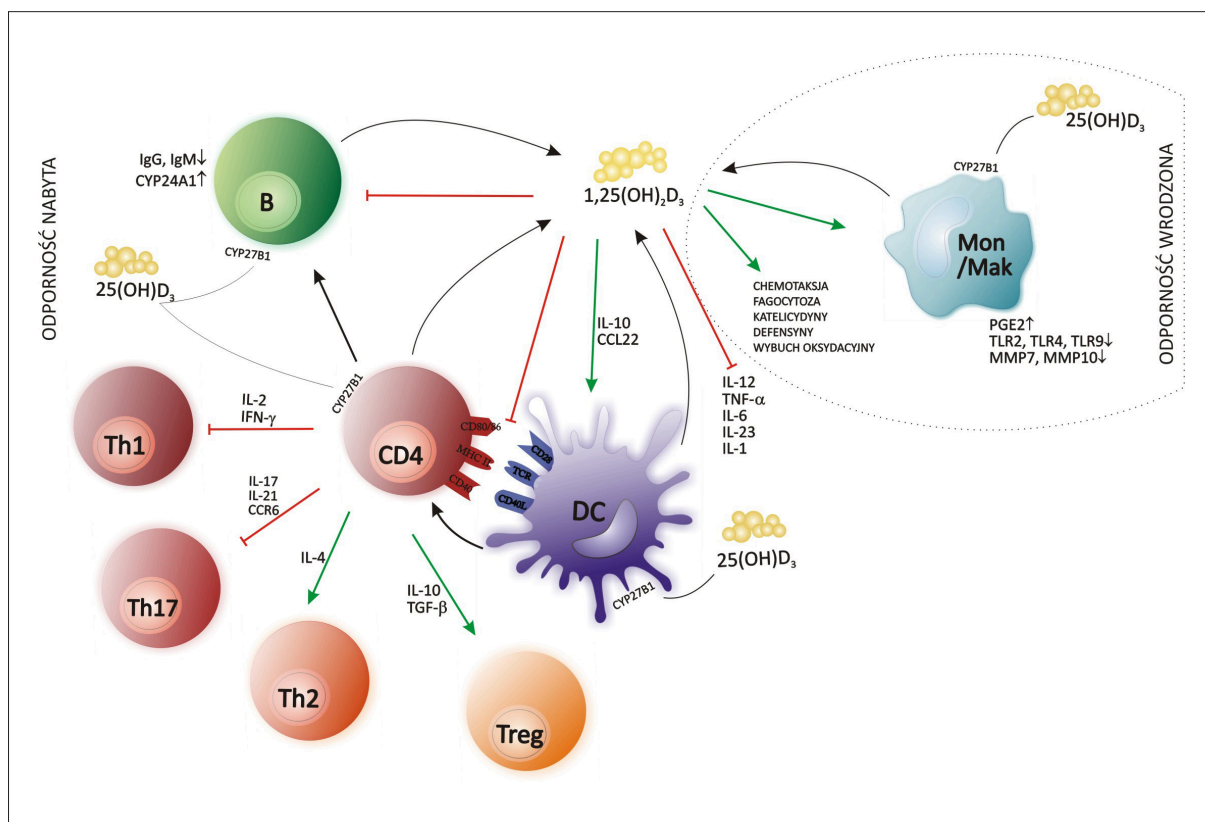 ODPORNOŚĆ NABYTA
IgG, IgM↓
CYP24A1↑
B
CYP27B1
25(OH)D₃
1,25(OH)₂D₃
25(OH)D₃
CYP27B1
Mon
/Mak
PGE2↑
TLR2, TLR4, TLR9↓
MMP7, MMP10↓
ODPORNOŚĆ WRODZONA
CHEMOTAKSJA
FAGOCYTOZA
KATELICYDYNY
DEFENSYNY
WYBUCH OKSYDACYJNY
IL-10
CCL22
IL-12
TNF-α
IL-6
IL-23
IL-1
CYP27B1
CD4
CD80/86
MHC II
CD40
CD28
TCR
CD40L
DC
CYP27B1
25(OH)D₃
IL-2
IFN-γ
Th1
IL-17
IL-21
CCR6
Th17
IL-4
Th2
IL-10
TGF-β
Treg